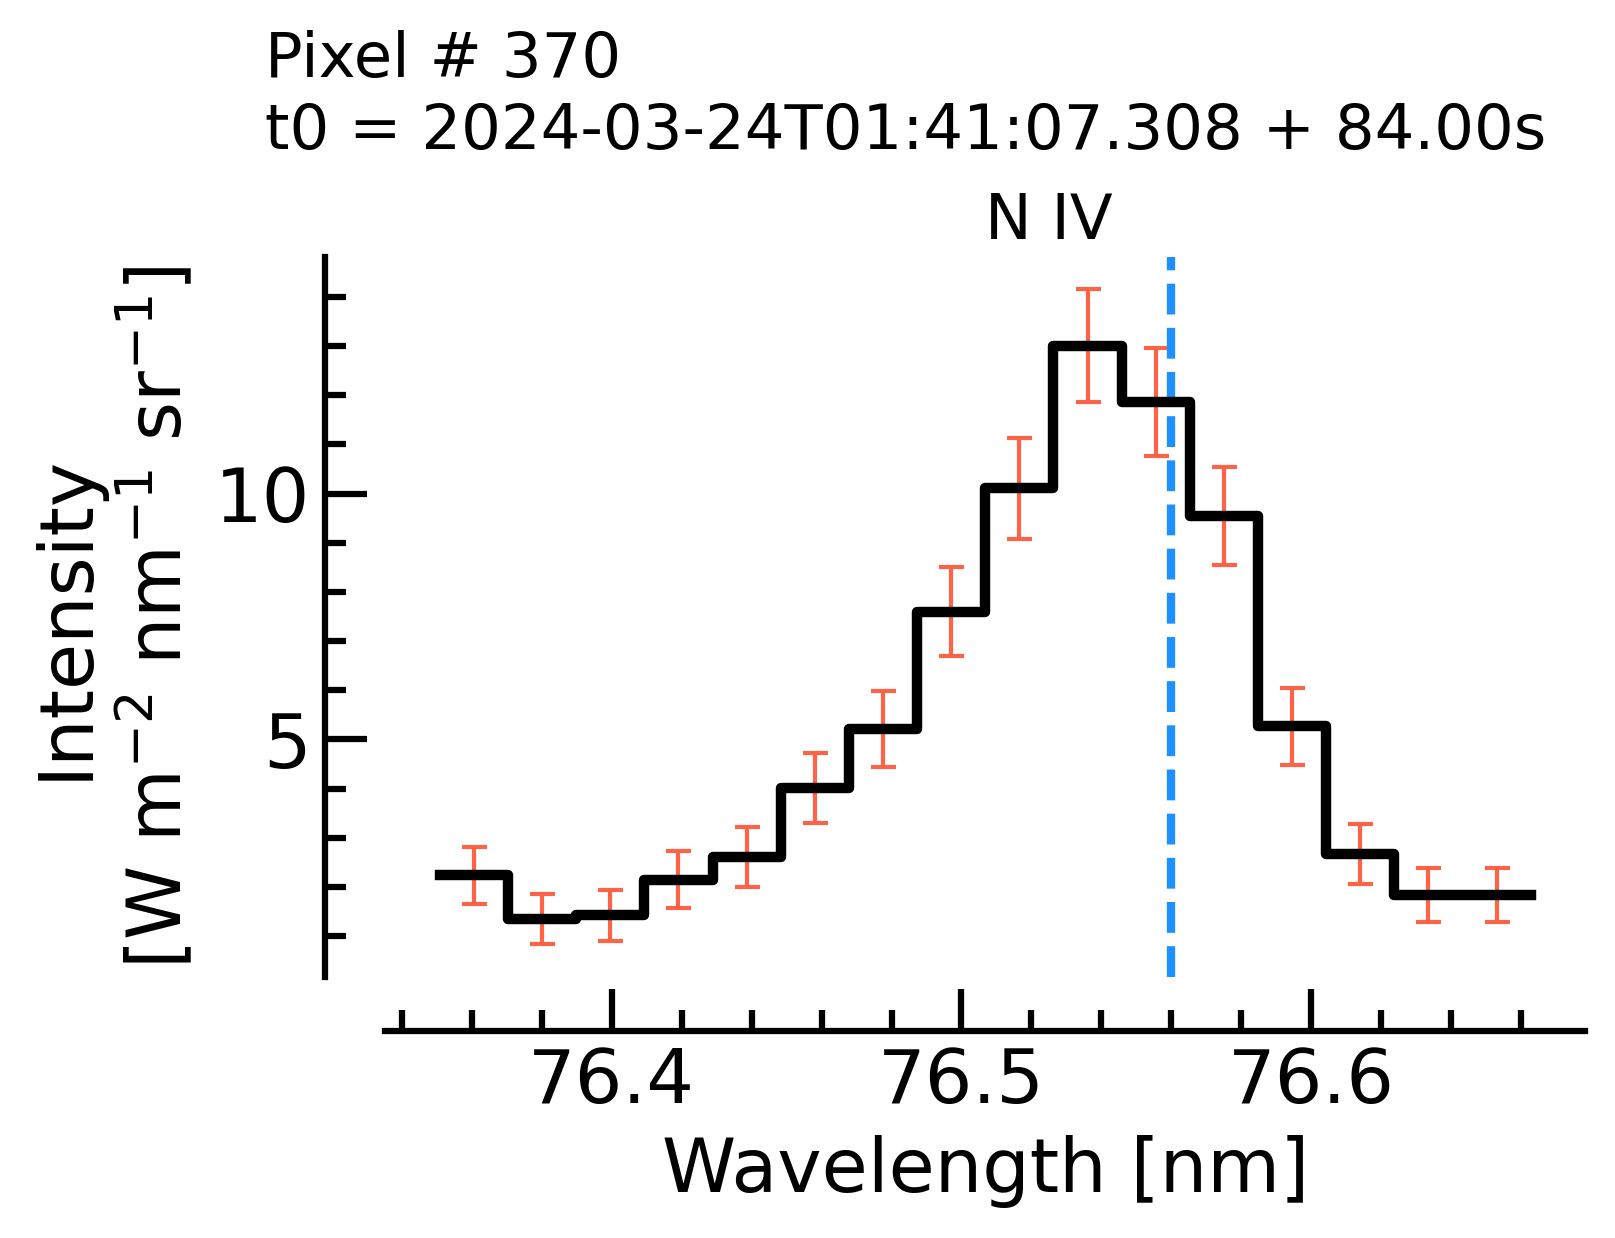 Pixel # 370
t0 = 2024-03-24T01:41:07.308 + 84.00s
N IV
Intensity
[W m⁻² nm⁻¹ sr⁻¹]
10
5
76.4 76.5 76.6
Wavelength [nm]